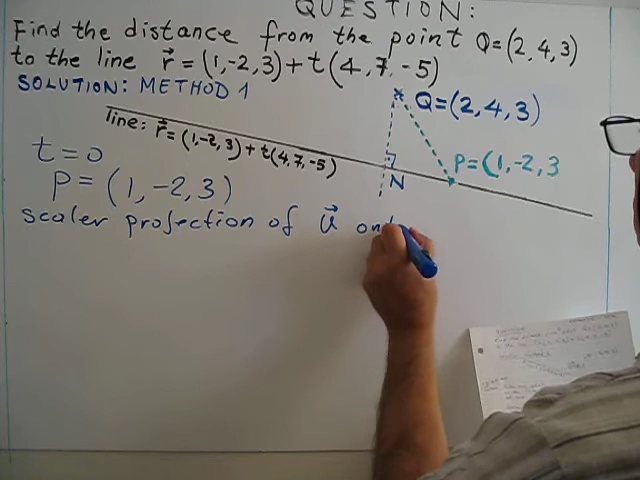 QUESTION:
Find the distance from the point Q=(2,4,3)
to the line r⃗=(1,-2,3)+t(4,7,-5)
SOLUTION: METHOD 1
Q=(2,4,3)
line: r⃗=(1,-2,3)+t(4,7,-5)
P=(1,-2,3
N
t=0
P=(1,-2,3)
scaler projection of u⃗ on